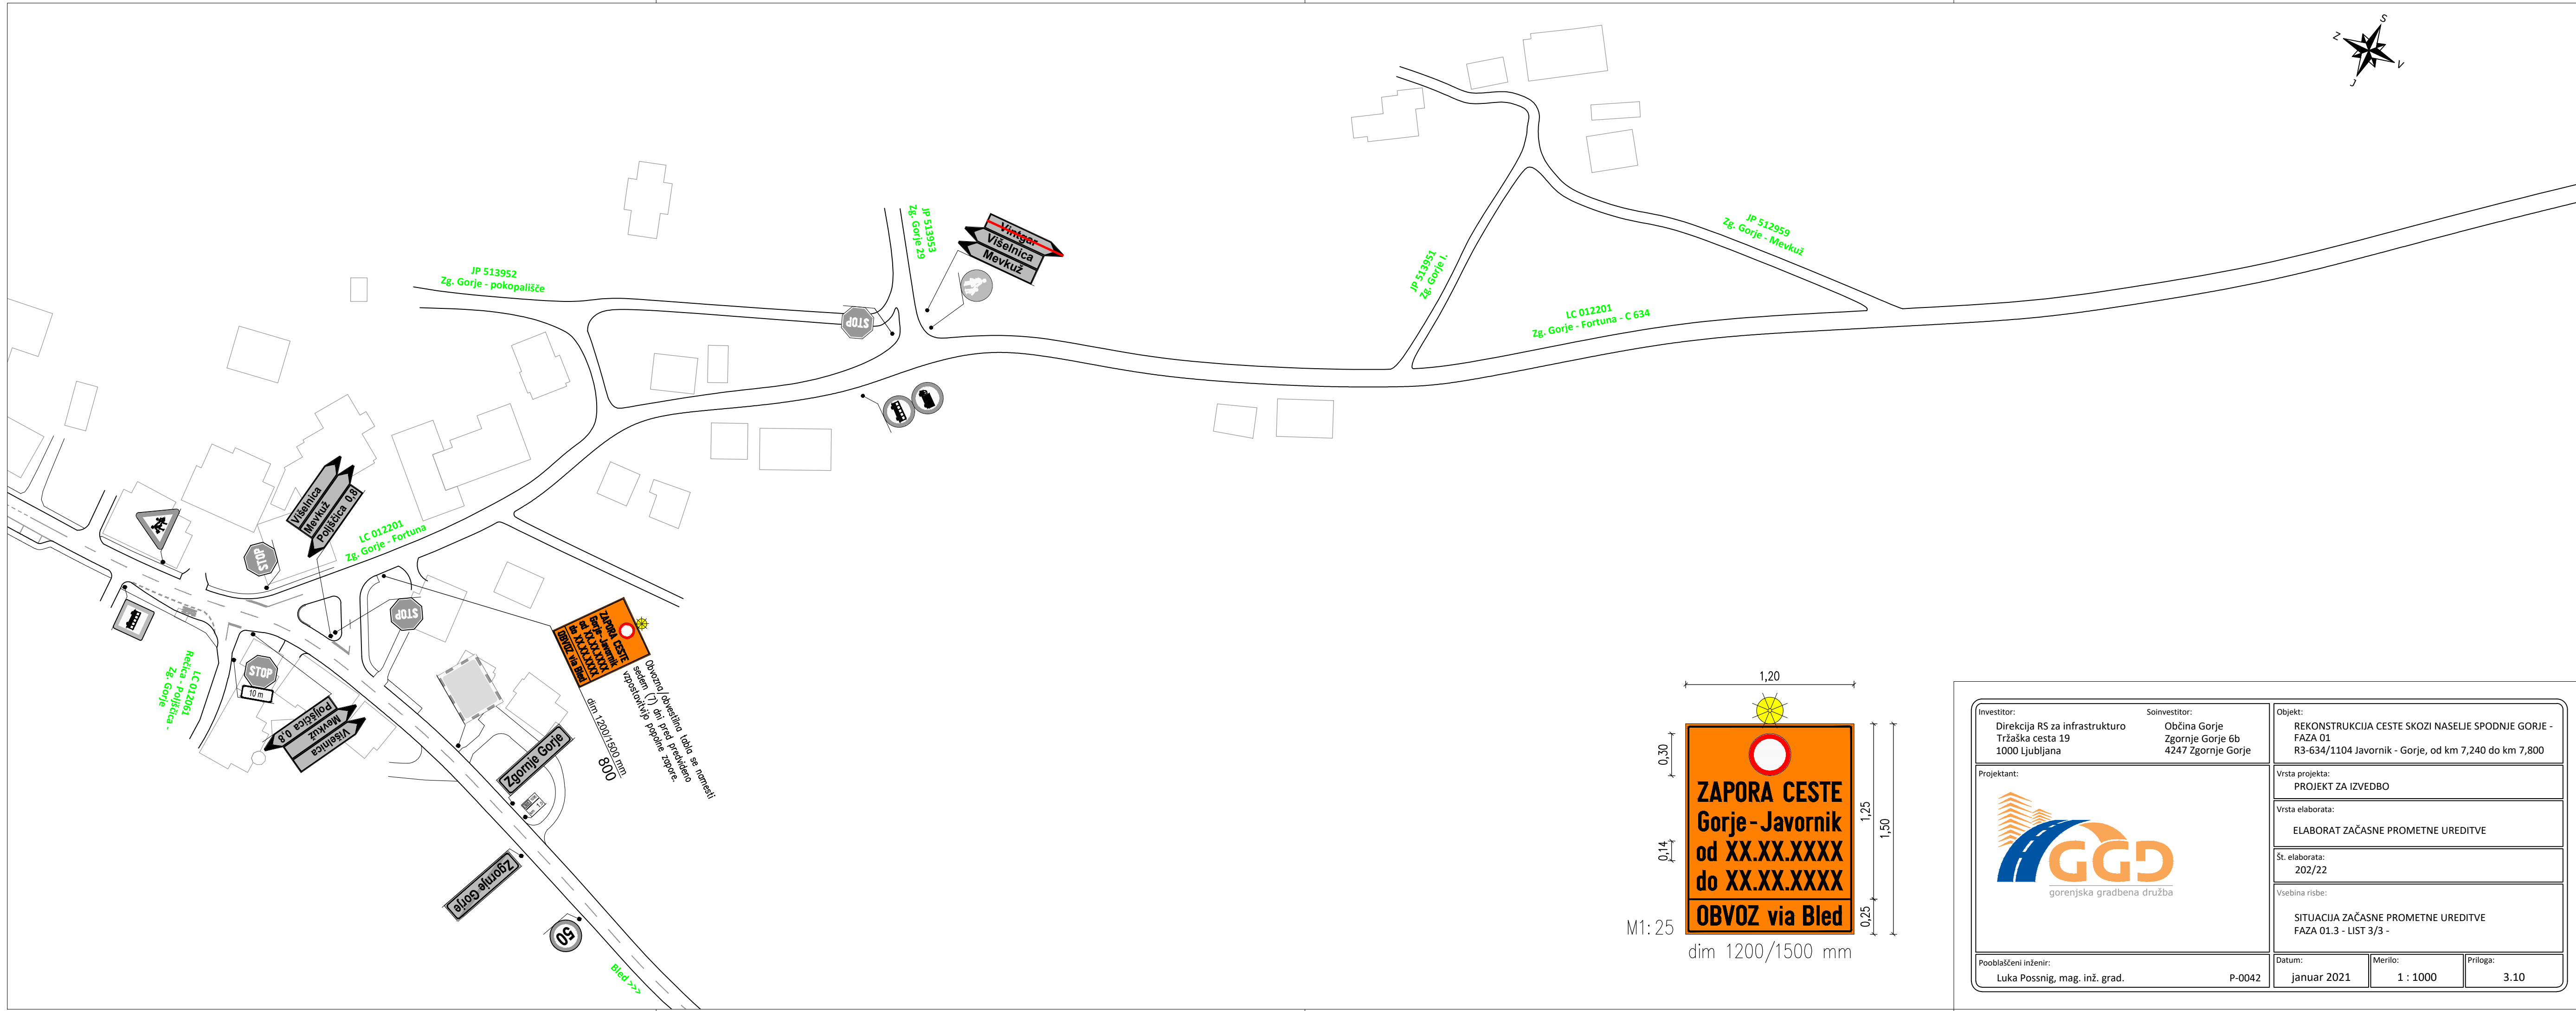 S
Z
V
J
JP 513953
Zg. Gorje 29
Vintgar
Višelnica
Mevkuž
JP 512959
Zg. Gorje - Mevkuž
JP 513951
Zg. Gorje I.
JP 513952
Zg. Gorje - pokopališče
STOP
LC 012201
Zg. Gorje - Fortuna - C 634
Višelnica
Mevkuž
Poljščica 0,8
STOP
LC 012201
Zg. Gorje - Fortuna
STOP
ZAPORA CESTE
Gorje-Javornik
od XX.XX.XXXX
do XX.XX.XXXX
OBVOZ via Bled
Obvozna/obvestilna tabla se namesti
sedem (7) dni pred predvideno
vzpostavitvijo popolne zapore.
dim 1200/1500 mm
800
LC 012061
Rečica - Poljščica -
Zg. Gorje
STOP
10 m
Višelnica
Mevkuž
Poljščica 0,8
Zgornje Gorje
Zgornje Gorje
50
Bled >>>
1,20
0,30
0,14
1,25
1,50
0,25
ZAPORA CESTE
Gorje-Javornik
od XX.XX.XXXX
do XX.XX.XXXX
OBVOZ via Bled
M1:25
dim 1200/1500 mm
Investitor:
Direkcija RS za infrastrukturo
Tržaška cesta 19
1000 Ljubljana
Soinvestitor:
Občina Gorje
Zgornje Gorje 6b
4247 Zgornje Gorje
Objekt:
REKONSTRUKCIJA CESTE SKOZI NASELJE SPODNJE GORJE -
FAZA 01
R3-634/1104 Javornik - Gorje, od km 7,240 do km 7,800
Projektant:
GGD
gorenjska gradbena družba
Vrsta projekta:
PROJEKT ZA IZVEDBO
Vrsta elaborata:
ELABORAT ZAČASNE PROMETNE UREDITVE
Št. elaborata:
202/22
Vsebina risbe:
SITUACIJA ZAČASNE PROMETNE UREDITVE
FAZA 01.3 - LIST 3/3 -
Pooblaščeni inženir:
Luka Possnig, mag. inž. grad.
P-0042
Datum:
januar 2021
Merilo:
1 : 1000
Priloga:
3.10